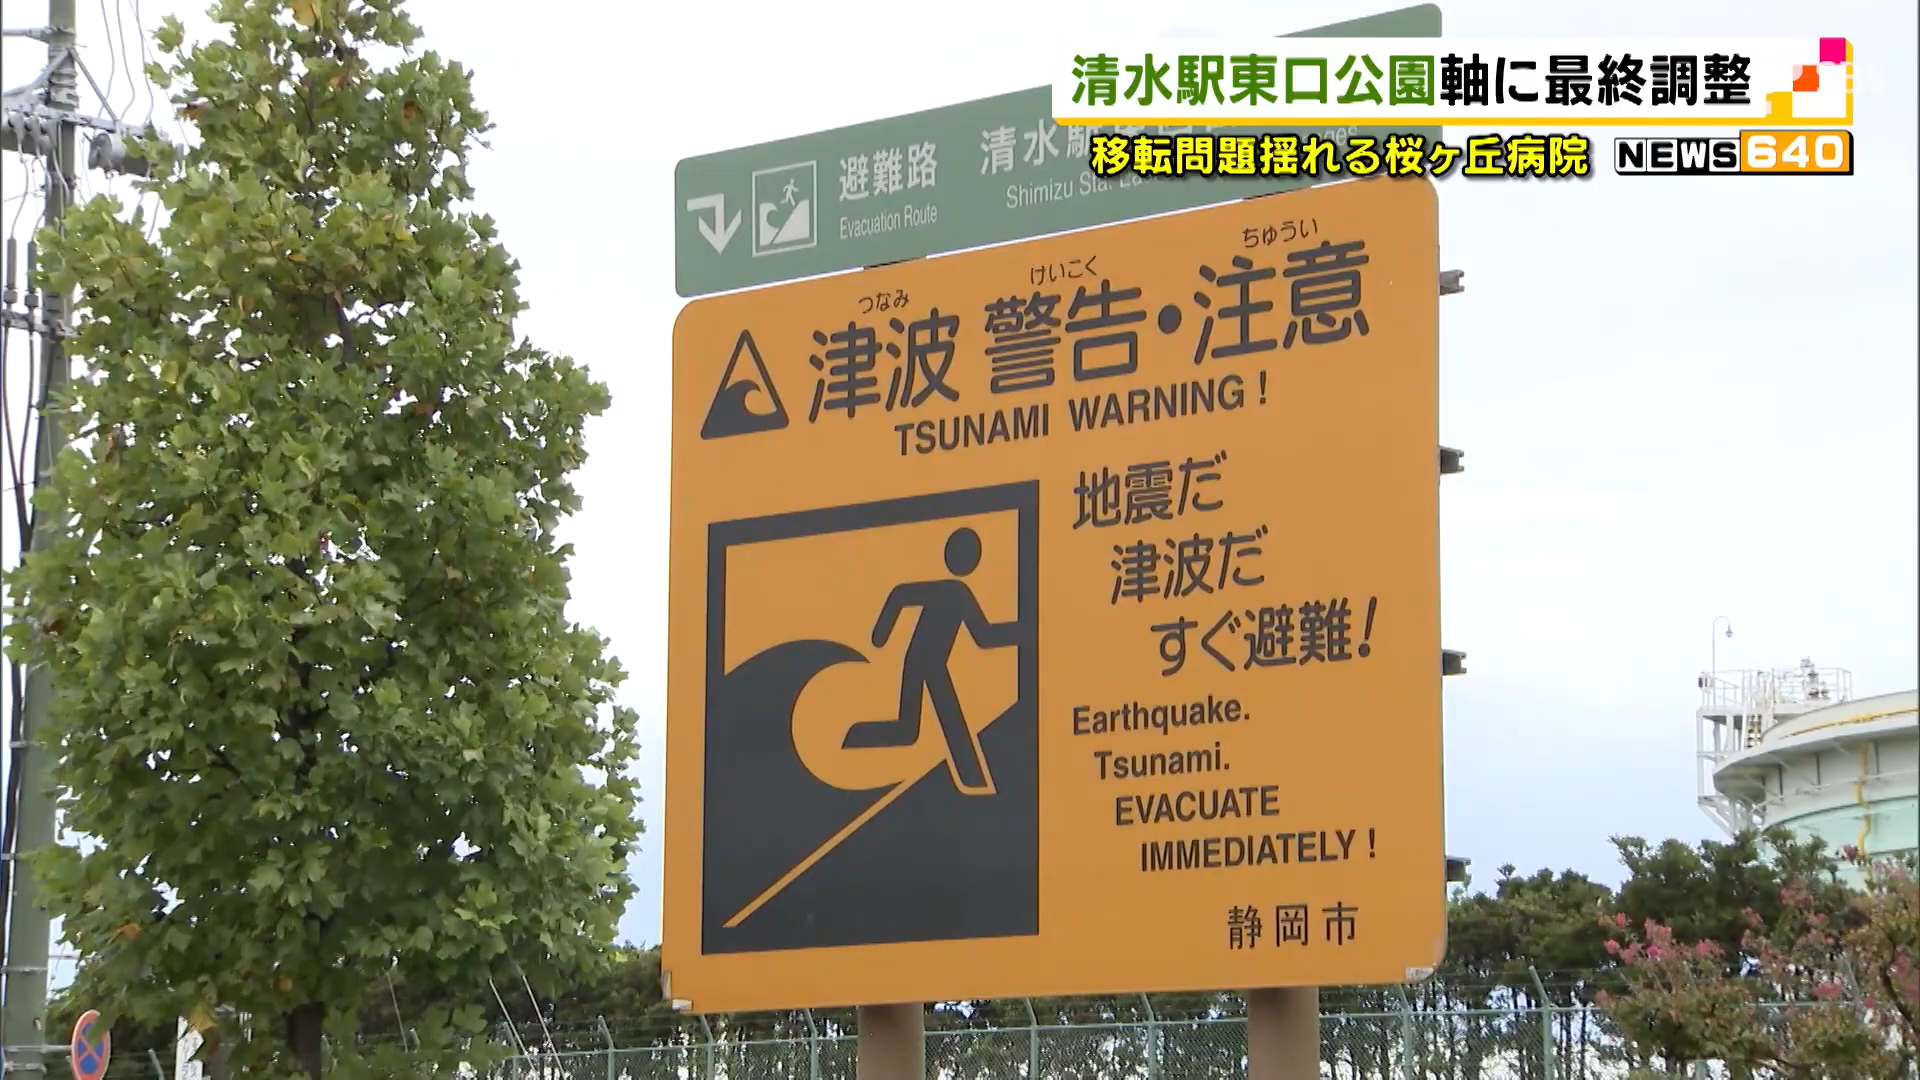 清水駅東口公園軸に最終調整
移転問題揺れる桜ヶ丘病院
NEWS640
避難路
Evacuation Route
清水駅
Shimizu Sta.
つなみ けいこく ちゅうい
津波 警告・注意
TSUNAMI WARNING!
地震だ
津波だ
すぐ避難!
Earthquake.
Tsunami.
EVACUATE
IMMEDIATELY!
静岡市